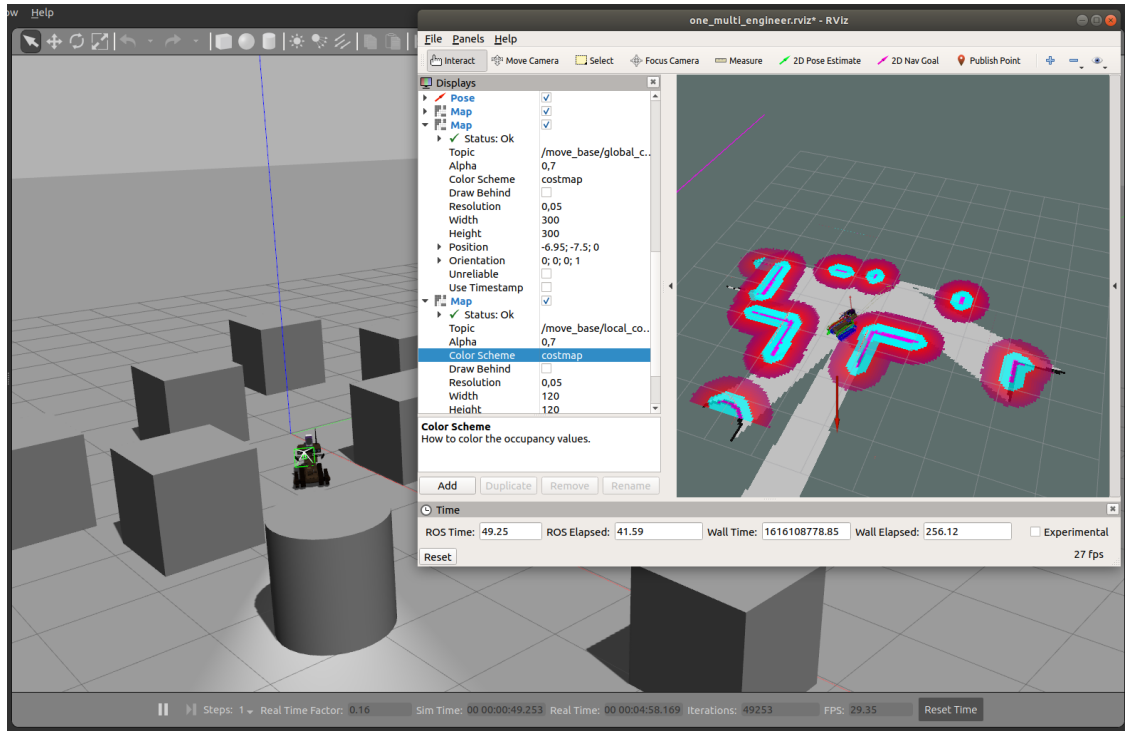 ow Help
one_multi_engineer.rviz* - RViz
File Panels Help
Interact Move Camera Select Focus Camera Measure 2D Pose Estimate 2D Nav Goal Publish Point
Displays
Pose
Map
Map
Status: Ok
Topic /move_base/global_c..
Alpha 0,7
Color Scheme costmap
Draw Behind
Resolution 0,05
Width 300
Height 300
Position -6.95; -7.5; 0
Orientation 0; 0; 0; 1
Unreliable
Use Timestamp
Map
Status: Ok
Topic /move_base/local_co..
Alpha 0,7
Color Scheme costmap
Draw Behind
Resolution 0,05
Width 120
Height 120
Color Scheme
How to color the occupancy values.
Add Duplicate Remove Rename
Time
ROS Time: 49.25 ROS Elapsed: 41.59 Wall Time: 1616108778.85 Wall Elapsed: 256.12 Experimental
Reset 27 fps
Steps: 1 Real Time Factor: 0.16 Sim Time: 00 00:00:49.253 Real Time: 00 00:04:58.169 Iterations: 49253 FPS: 29.35 Reset Time